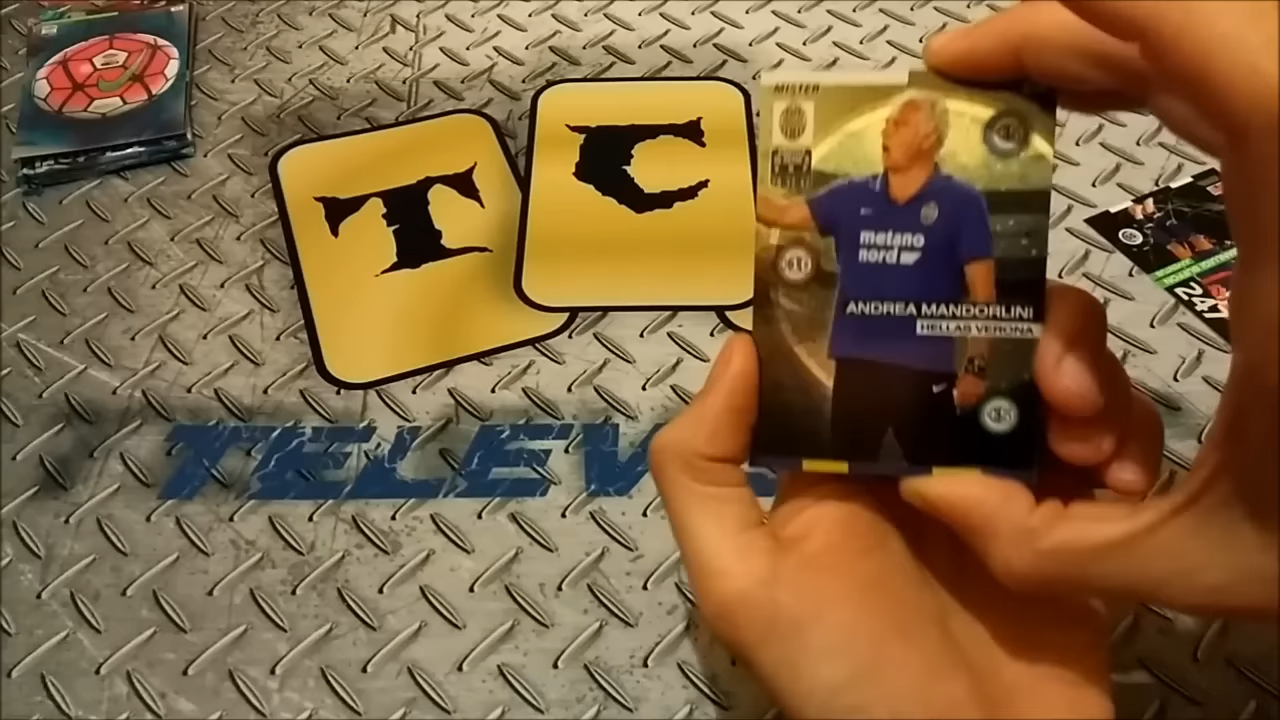 T
C
MISTER
metano
nord
ANDREA MANDORLINI
HELLAS VERONA
247
TELEV